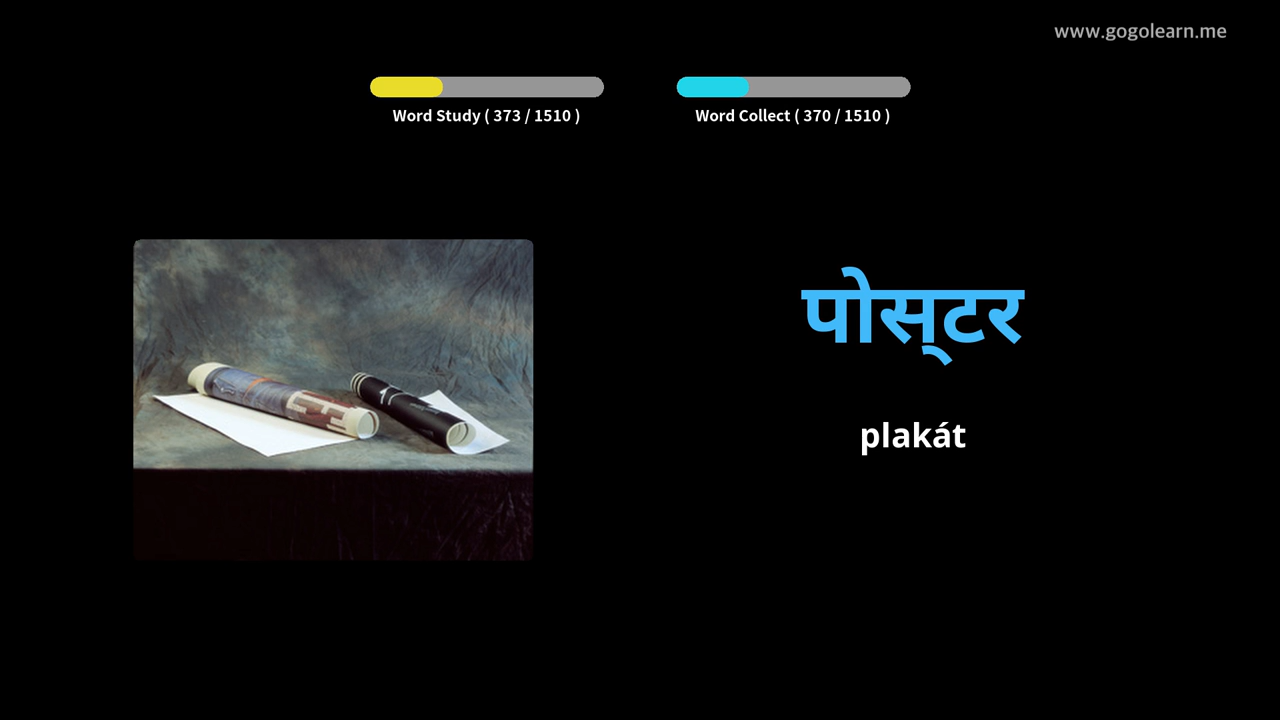 www.gogolearn.me
Word Study ( 373 / 1510 )
Word Collect ( 370 / 1510 )
पोस्‌टर
plakát